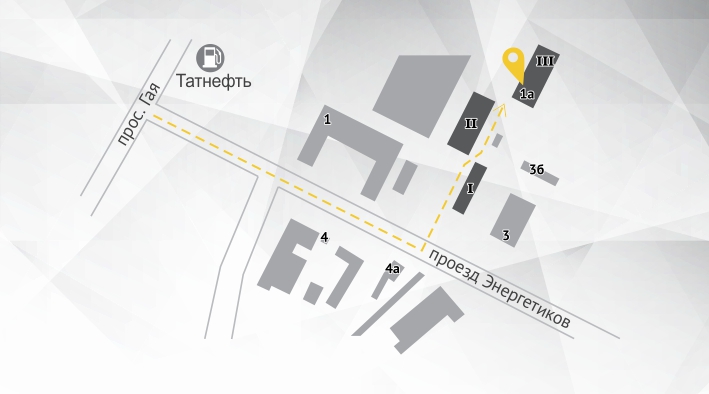 Татнефть
прос. Гая
1
II
III
1а
I
3б
3
4
4а
проезд Энергетиков